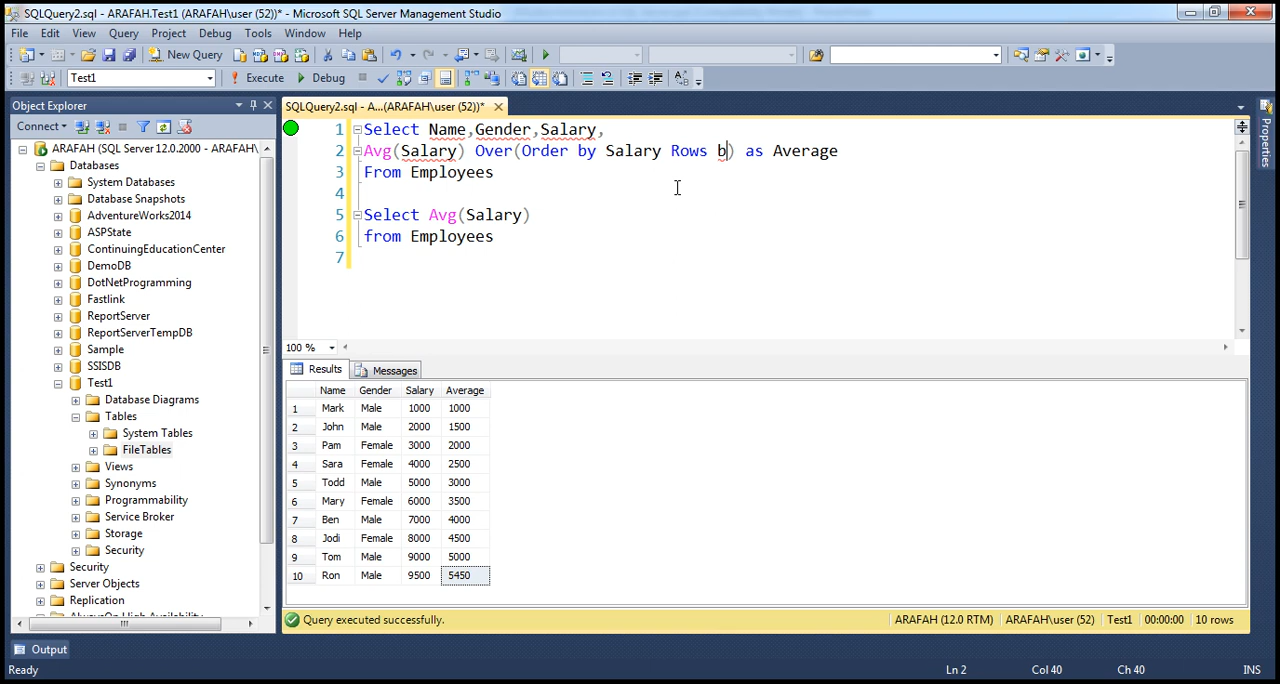 SQLQuery2.sql - ARAFAH.Test1 (ARAFAH\user (52))* - Microsoft SQL Server Management Studio
File Edit View Query Project Debug Tools Window Help
New Query
Test1 Execute Debug
Object Explorer
SQLQuery2.sql - A...(ARAFAH\user (52))*
Connect
ARAFAH (SQL Server 12.0.2000 - ARAFAH
Databases
System Databases
Database Snapshots
AdventureWorks2014
ASPState
ContinuingEducationCenter
DemoDB
DotNetProgramming
Fastlink
ReportServer
ReportServerTempDB
Sample
SSISDB
Test1
Database Diagrams
Tables
System Tables
FileTables
Views
Synonyms
Programmability
Service Broker
Storage
Security
Security
Server Objects
Replication
AlwaysOn High Availability
Output
1 Select Name,Gender,Salary,
2 Avg(Salary) Over(Order by Salary Rows b) as Average
3 From Employees
4
5 Select Avg(Salary)
6 from Employees
7
100 %
Results Messages
Name Gender Salary Average
1 Mark Male 1000 1000
2 John Male 2000 1500
3 Pam Female 3000 2000
4 Sara Female 4000 2500
5 Todd Male 5000 3000
6 Mary Female 6000 3500
7 Ben Male 7000 4000
8 Jodi Female 8000 4500
9 Tom Male 9000 5000
10 Ron Male 9500 5450
Query executed successfully. ARAFAH (12.0 RTM) ARAFAH\user (52) Test1 00:00:00 10 rows
Properties
Ready Ln 2 Col 40 Ch 40 INS